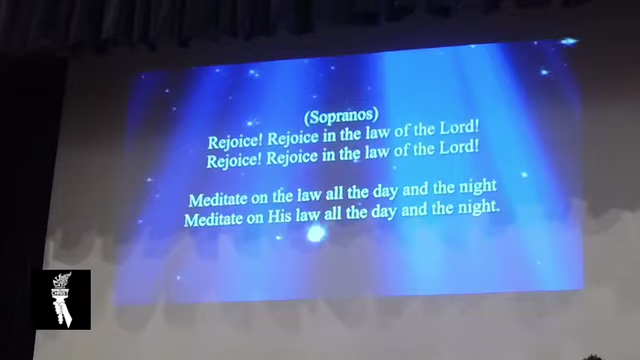 (Sopranos)
Rejoice! Rejoice in the law of the Lord!
Rejoice! Rejoice in the law of the Lord!
Meditate on the law all the day and the night
Meditate on His law all the day and the night.